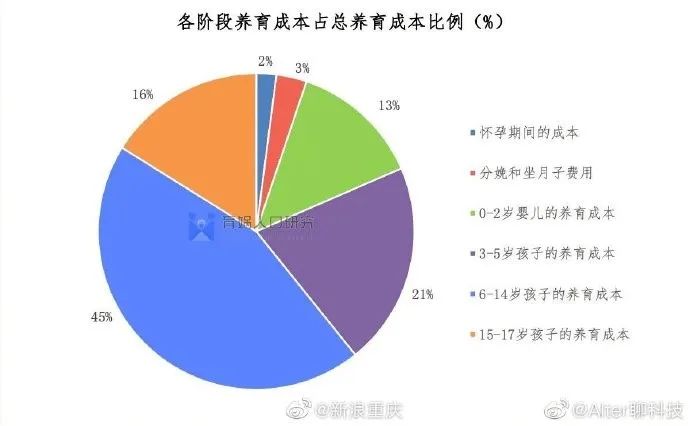 各阶段养育成本占总养育成本比例（%）
2%
3%
13%
21%
45%
16%
怀孕期间的成本
分娩和坐月子费用
0-2岁婴儿的养育成本
3-5岁孩子的养育成本
6-14岁孩子的养育成本
15-17岁孩子的养育成本
育娲人口研究
@新浪重庆
@Alter聊科技